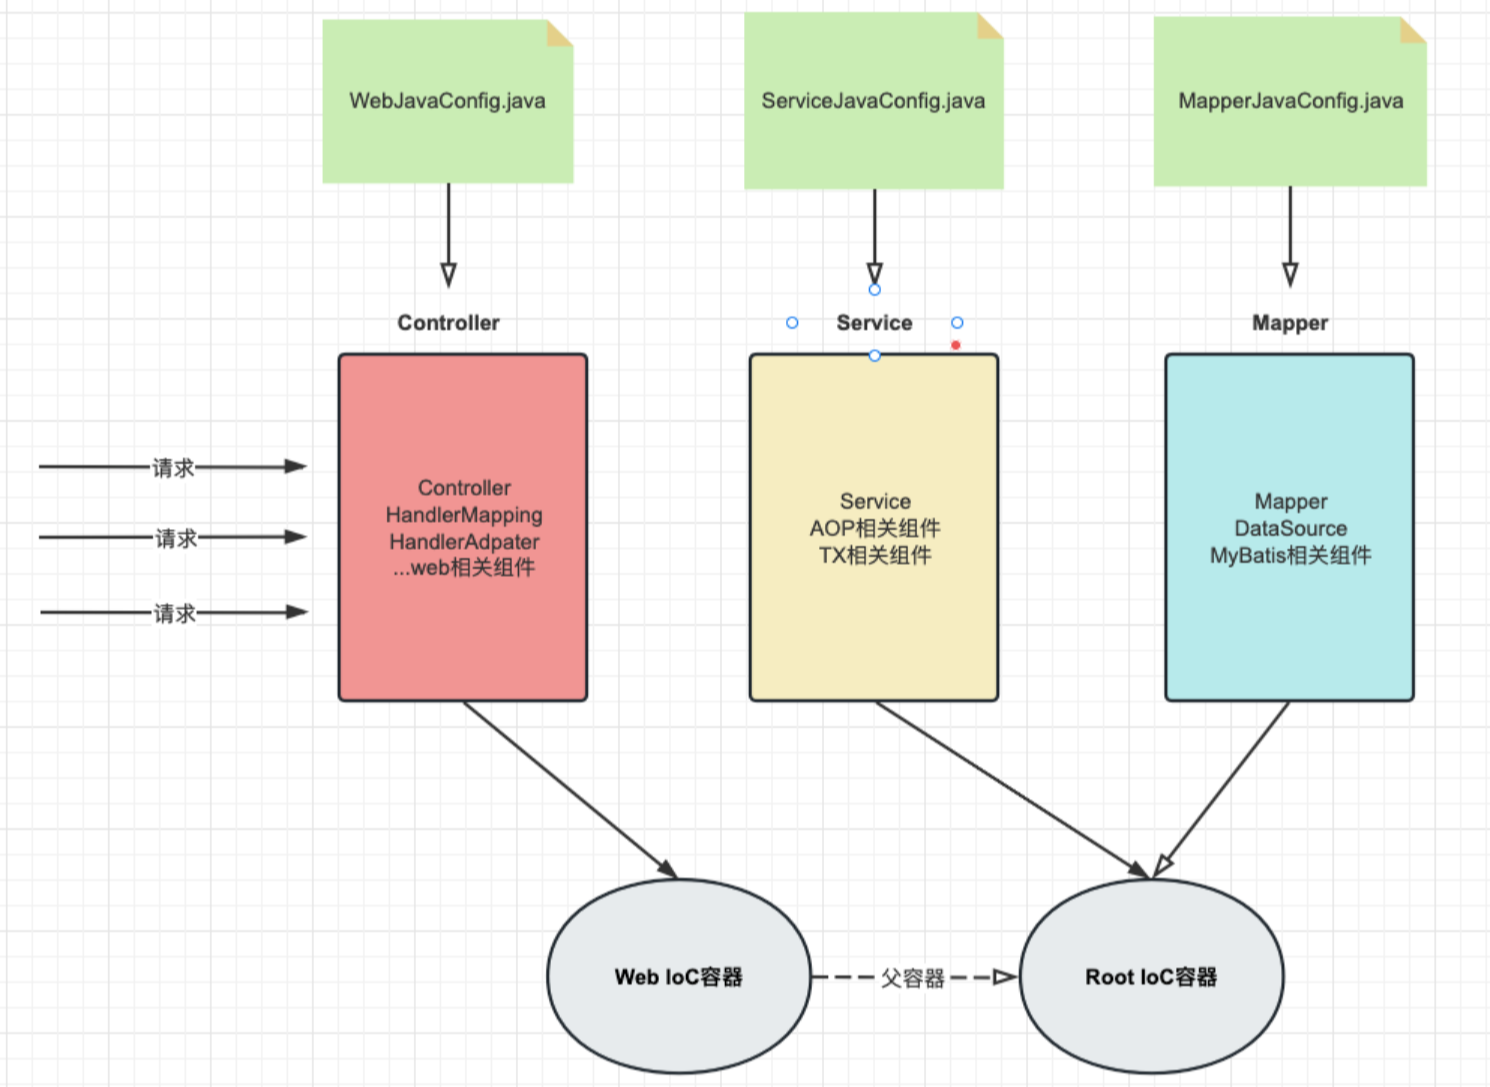 WebJavaConfig.java
ServiceJavaConfig.java
MapperJavaConfig.java
Controller
Service
Mapper
请求
请求
请求
Controller
HandlerMapping
HandlerAdpater
...web相关组件
Service
AOP相关组件
TX相关组件
Mapper
DataSource
MyBatis相关组件
Web IoC容器
父容器
Root IoC容器